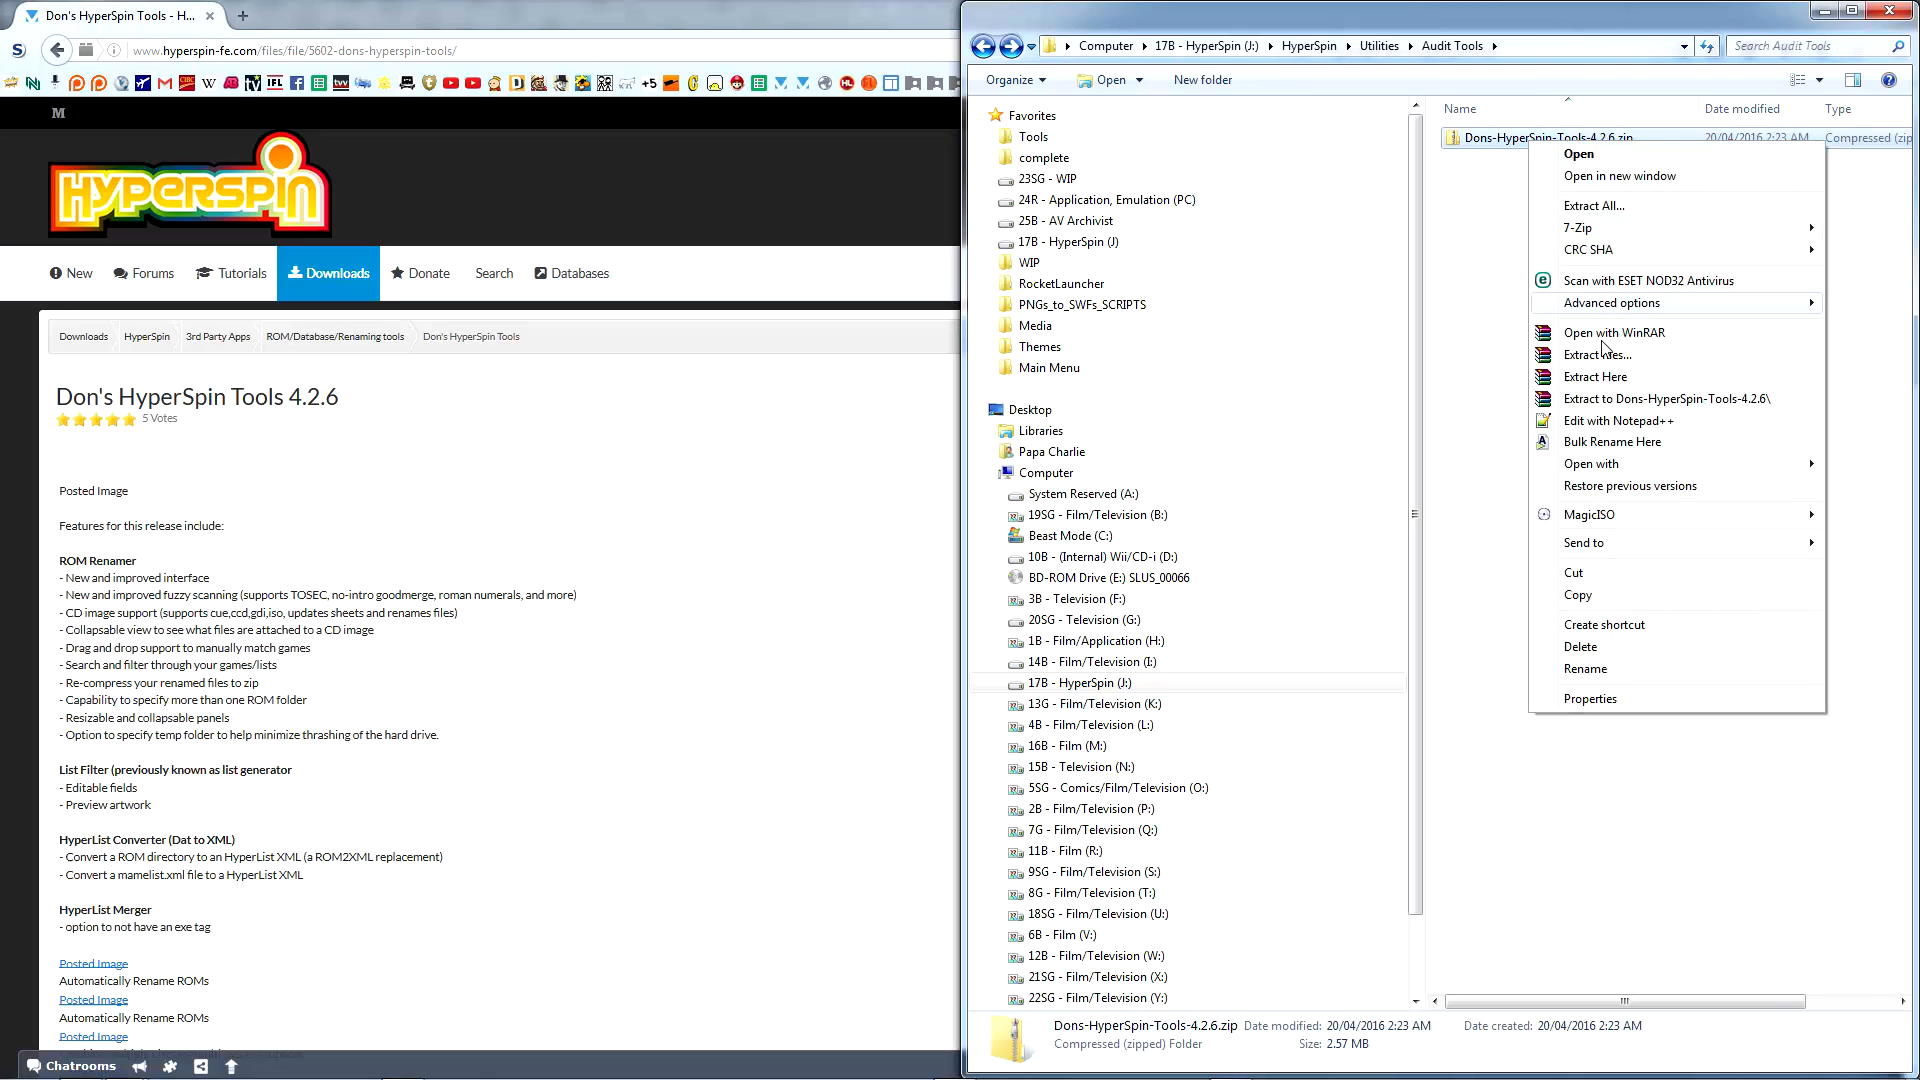 Don's HyperSpin Tools - H...
www.hyperspin-fe.com/files/file/5602-dons-hyperspin-tools/
+5
M
HYPERSPIN
New
Forums
Tutorials
Downloads
Donate
Search
Databases
Downloads
HyperSpin
3rd Party Apps
ROM/Database/Renaming tools
Don's HyperSpin Tools
Don's HyperSpin Tools 4.2.6
5 Votes
Posted Image
Features for this release include:
ROM Renamer
- New and improved interface
- New and improved fuzzy scanning (supports TOSEC, no-intro goodmerge, roman numerals, and more)
- CD image support (supports cue,ccd,gdi,iso, updates sheets and renames files)
- Collapsable view to see what files are attached to a CD image
- Drag and drop support to manually match games
- Search and filter through your games/lists
- Re-compress your renamed files to zip
- Capability to specify more than one ROM folder
- Resizable and collapsable panels
- Option to specify temp folder to help minimize thrashing of the hard drive.
List Filter (previously known as list generator
- Editable fields
- Preview artwork
HyperList Converter (Dat to XML)
- Convert a ROM directory to an HyperList XML (a ROM2XML replacement)
- Convert a mamelist.xml file to a HyperList XML
HyperList Merger
- option to not have an exe tag
Posted Image
Automatically Rename ROMs
Posted Image
Automatically Rename ROMs
Posted Image
Chatrooms
Computer
17B - HyperSpin (J:)
HyperSpin
Utilities
Audit Tools
Search Audit Tools
Organize
Open
New folder
Favorites
Tools
complete
23SG - WIP
24R - Application, Emulation (PC)
25B - AV Archivist
17B - HyperSpin (J)
WIP
RocketLauncher
PNGs_to_SWFs_SCRIPTS
Media
Themes
Main Menu
Desktop
Libraries
Papa Charlie
Computer
System Reserved (A:)
19SG - Film/Television (B:)
Beast Mode (C:)
10B - (Internal) Wii/CD-i (D:)
BD-ROM Drive (E:) SLUS_00066
3B - Television (F:)
20SG - Television (G:)
1B - Film/Application (H:)
14B - Film/Television (I:)
17B - HyperSpin (J:)
13G - Film/Television (K:)
4B - Film/Television (L:)
16B - Film (M:)
15B - Television (N:)
5SG - Comics/Film/Television (O:)
2B - Film/Television (P:)
7G - Film/Television (Q:)
11B - Film (R:)
9SG - Film/Television (S:)
8G - Film/Television (T:)
18SG - Film/Television (U:)
6B - Film (V:)
12B - Film/Television (W:)
21SG - Film/Television (X:)
22SG - Film/Television (Y:)
Name
Date modified
Type
Dons-HyperSpin-Tools-4.2.6.zip
20/04/2016 2:23 AM
Compressed (zip
Open
Open in new window
Extract All...
7-Zip
CRC SHA
Scan with ESET NOD32 Antivirus
Advanced options
Open with WinRAR
Extract
Extract Here
Extract to Dons-HyperSpin-Tools-4.2.6\
Edit with Notepad++
Bulk Rename Here
Open with
Restore previous versions
MagicISO
Send to
Cut
Copy
Create shortcut
Delete
Rename
Properties
Dons-HyperSpin-Tools-4.2.6.zip
Date modified: 20/04/2016 2:23 AM
Date created: 20/04/2016 2:23 AM
Compressed (zipped) Folder
Size: 2.57 MB